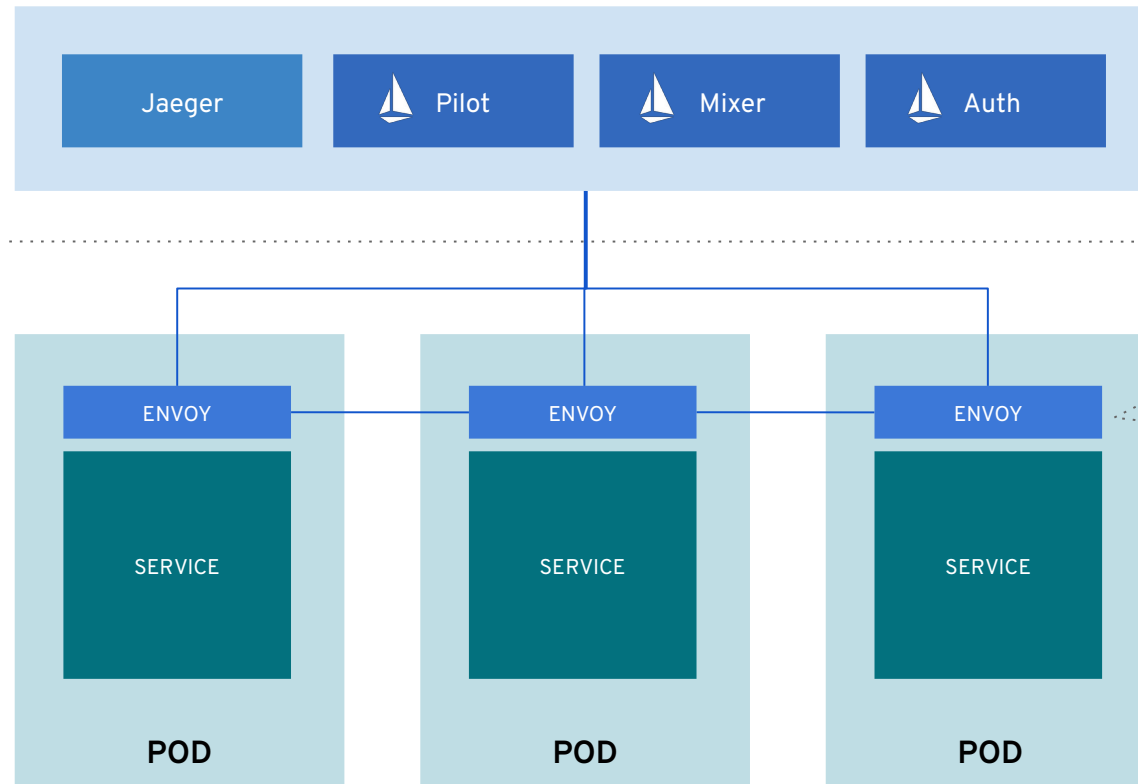 Jaeger
Pilot
Mixer
Auth
ENVOY
ENVOY
ENVOY
SERVICE
SERVICE
SERVICE
POD
POD
POD